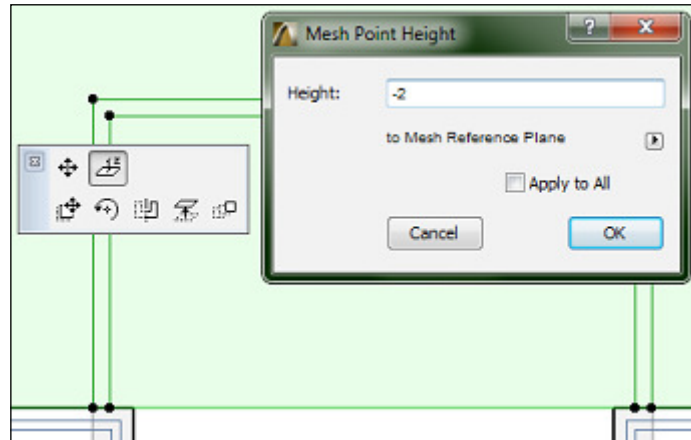 Mesh Point Height
Height:
-2
to Mesh Reference Plane
Apply to All
Cancel
OK